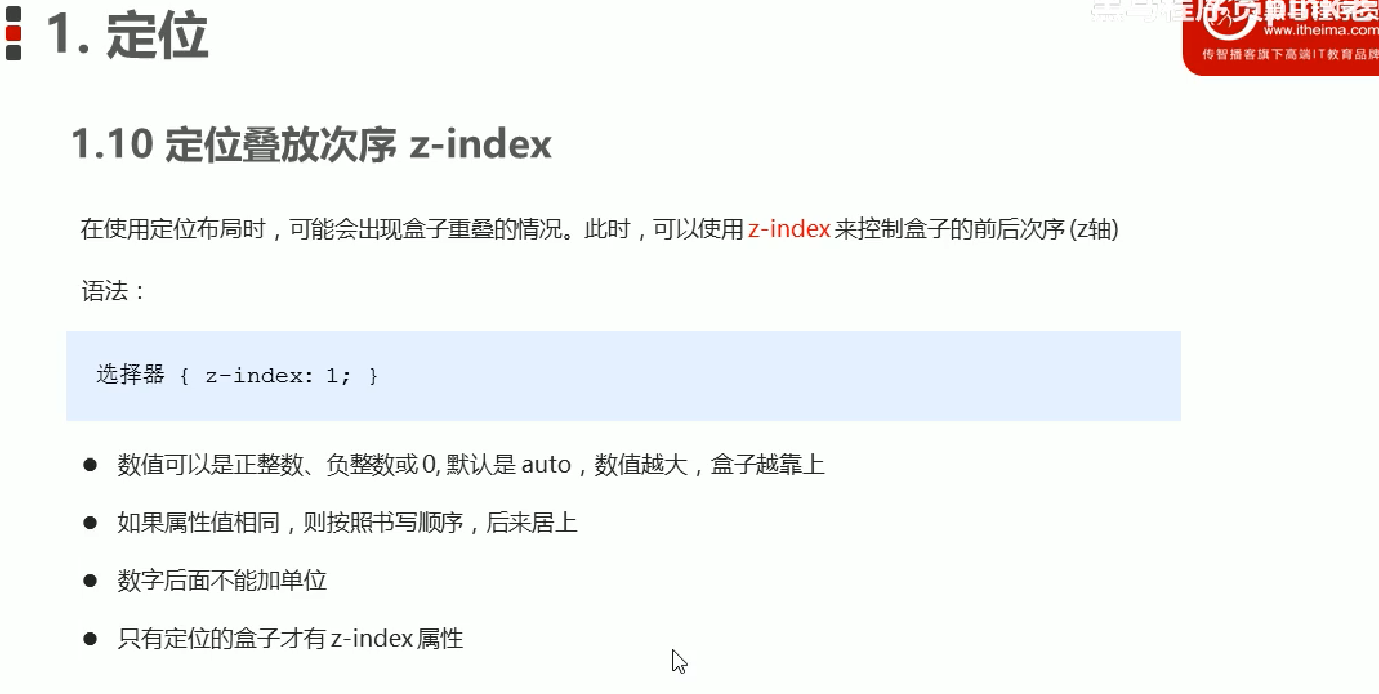 1. 定位
www.itheima.com
传智播客旗下高端IT教育品牌
1.10 定位叠放次序 z-index
在使用定位布局时，可能会出现盒子重叠的情况。此时，可以使用 z-index 来控制盒子的前后次序 (z轴)
语法：
选择器 { z-index: 1; }
● 数值可以是正整数、负整数或 0, 默认是 auto，数值越大，盒子越靠上
● 如果属性值相同，则按照书写顺序，后来居上
● 数字后面不能加单位
● 只有定位的盒子才有 z-index 属性